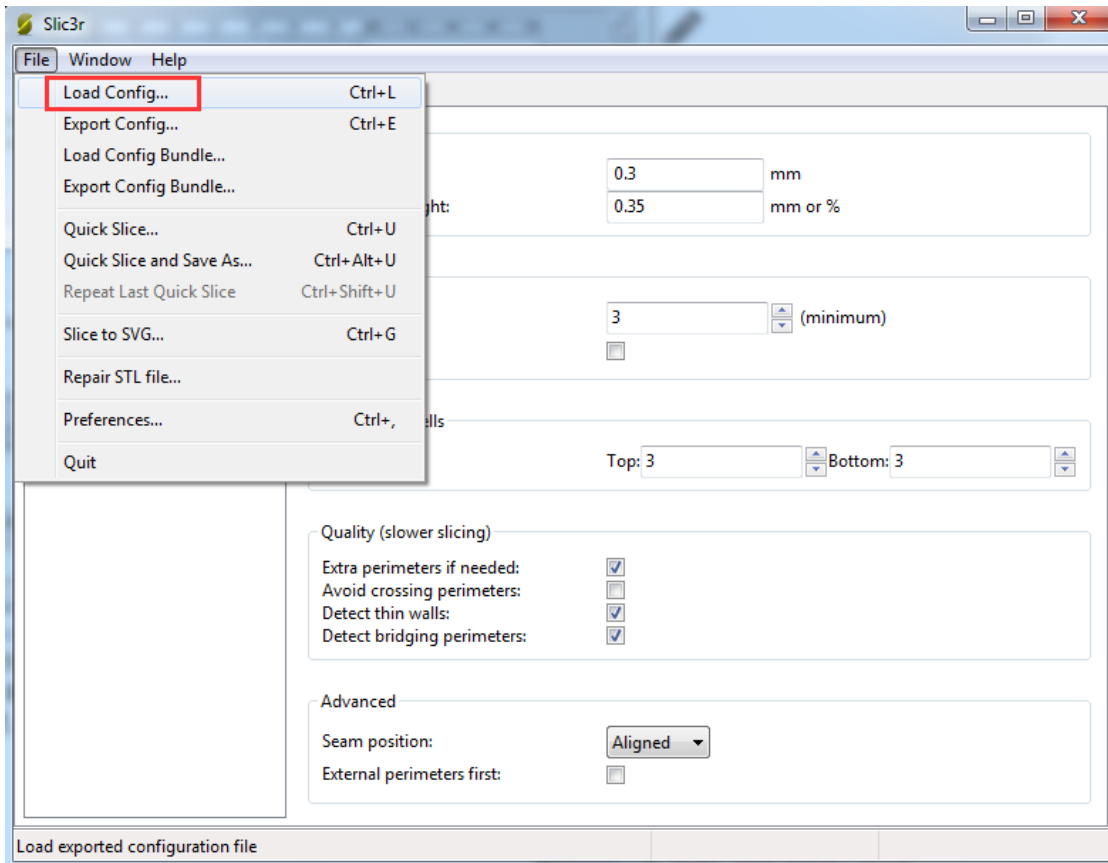 Slic3r
File Window Help
Load Config... Ctrl+L
Export Config... Ctrl+E
Load Config Bundle...
Export Config Bundle...
Quick Slice... Ctrl+U
Quick Slice and Save As... Ctrl+Alt+U
Repeat Last Quick Slice Ctrl+Shift+U
Slice to SVG... Ctrl+G
Repair STL file...
Preferences... Ctrl+,
Quit
0.3 mm
0.35 mm or %
3 (minimum)
Top: 3 Bottom: 3
Quality (slower slicing)
Extra perimeters if needed:
Avoid crossing perimeters:
Detect thin walls:
Detect bridging perimeters:
Advanced
Seam position: Aligned
External perimeters first:
Load exported configuration file